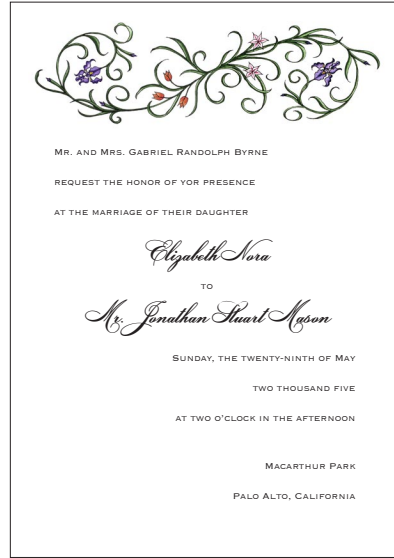 Mr. and Mrs. Gabriel Randolph Byrne
request the honor of yor presence
at the marriage of their daughter
Elizabeth Nora
to
Mr. Jonathan Stuart Mason
Sunday, the twenty-ninth of May
two thousand five
at two o'clock in the afternoon
Macarthur Park
Palo Alto, California